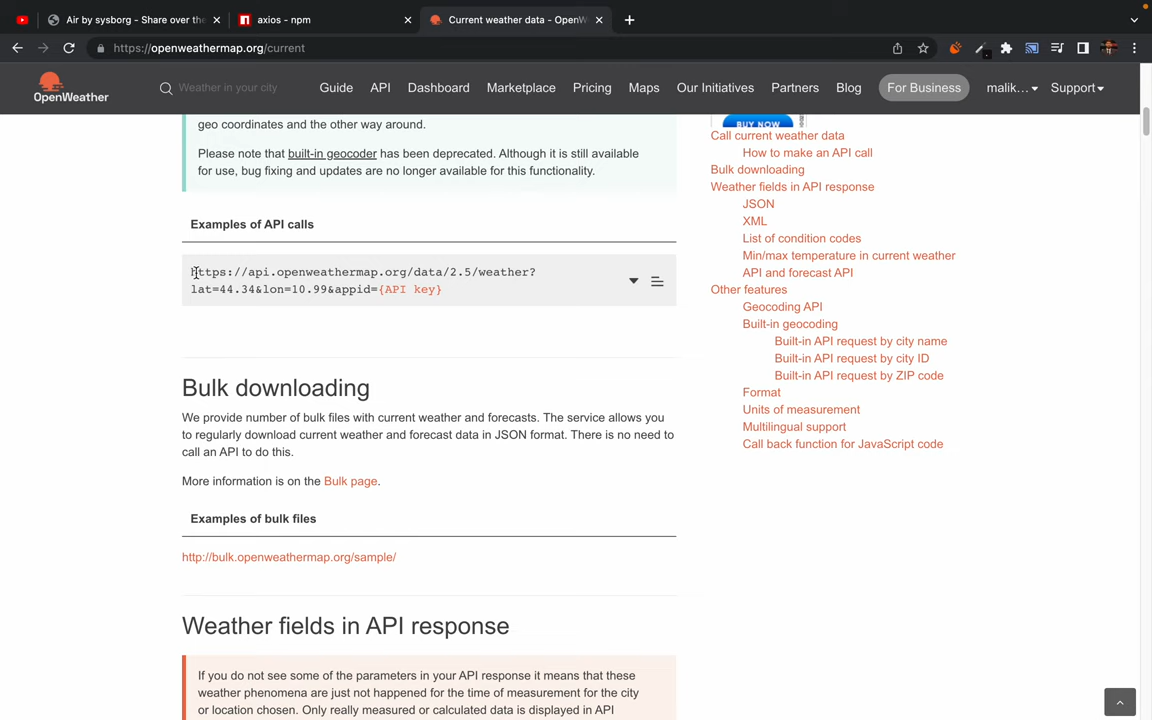 Air by sysborg - Share over the
axios - npm
Current weather data - OpenW
https://openweathermap.org/current
OpenWeather
Weather in your city
Guide
API
Dashboard
Marketplace
Pricing
Maps
Our Initiatives
Partners
Blog
For Business
malik...
Support
geo coordinates and the other way around.
Please note that built-in geocoder has been deprecated. Although it is still available
for use, bug fixing and updates are no longer available for this functionality.
Examples of API calls
https://api.openweathermap.org/data/2.5/weather?
lat=44.34&lon=10.99&appid={API key}
Bulk downloading
We provide number of bulk files with current weather and forecasts. The service allows you
to regularly download current weather and forecast data in JSON format. There is no need to
call an API to do this.
More information is on the Bulk page.
Examples of bulk files
http://bulk.openweathermap.org/sample/
Weather fields in API response
If you do not see some of the parameters in your API response it means that these
weather phenomena are just not happened for the time of measurement for the city
or location chosen. Only really measured or calculated data is displayed in API
BUY NOW
Call current weather data
How to make an API call
Bulk downloading
Weather fields in API response
JSON
XML
List of condition codes
Min/max temperature in current weather
API and forecast API
Other features
Geocoding API
Built-in geocoding
Built-in API request by city name
Built-in API request by city ID
Built-in API request by ZIP code
Format
Units of measurement
Multilingual support
Call back function for JavaScript code